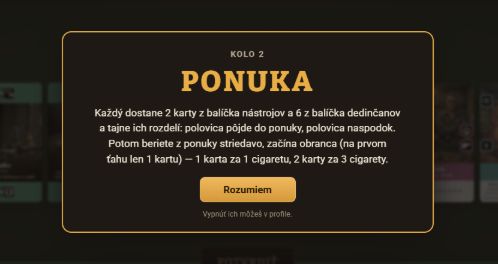 KOLO 2
PONUKA
Každý dostane 2 karty z balíčka nástrojov a 6 z balíčka dedinčanov
a tajne ich rozdelí: polovica pôjde do ponuky, polovica naspodok.
Potom beriete z ponuky striedavo, začína obranca (na prvom
ťahu len 1 kartu) — 1 karta za 1 cigaretu, 2 karty za 3 cigarety.
Rozumiem
Vypnúť ich môžeš v profile.